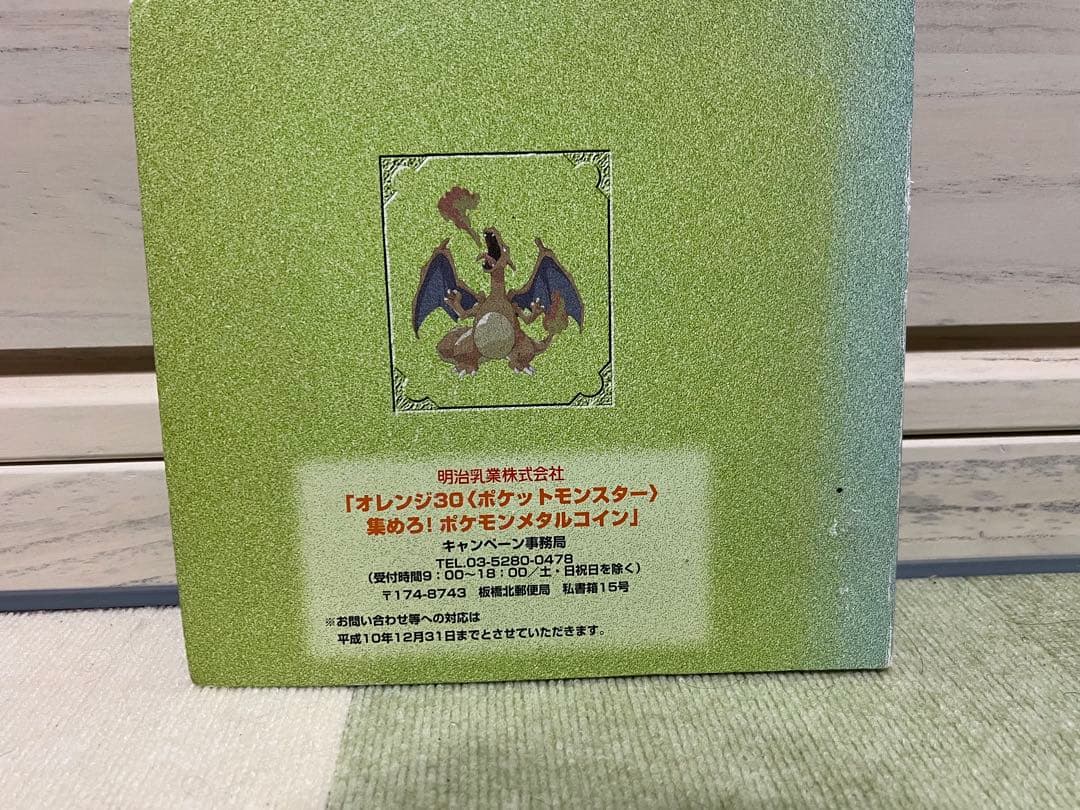 明治乳業株式会社
「オレンジ30〈ポケットモンスター〉
集めろ!ポケモンメタルコイン」
キャンペーン事務局
TEL.03-5280-0478
(受付時間9:00〜18:00/土・日祝日を除く)
〒174-8743 板橋北郵便局 私書箱15号
※お問い合わせ等への対応は
平成10年12月31日までとさせていただきます。